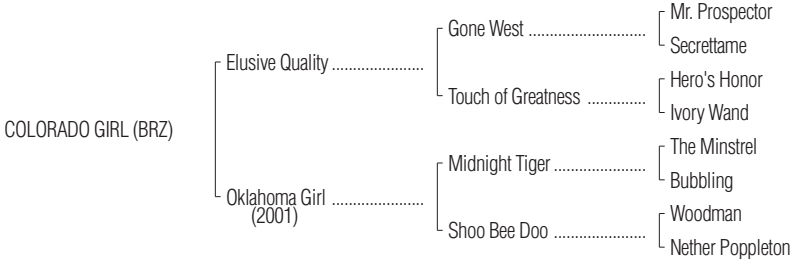 Mr. Prospector
Gone West ..........................
Secrettame
Elusive Quality .....................
Hero's Honor
Touch of Greatness .............
Ivory Wand
COLORADO GIRL (BRZ)
The Minstrel
Midnight Tiger .....................
Bubbling
Oklahoma Girl .....................
(2001)
Woodman
Shoo Bee Doo .....................
Nether Poppleton